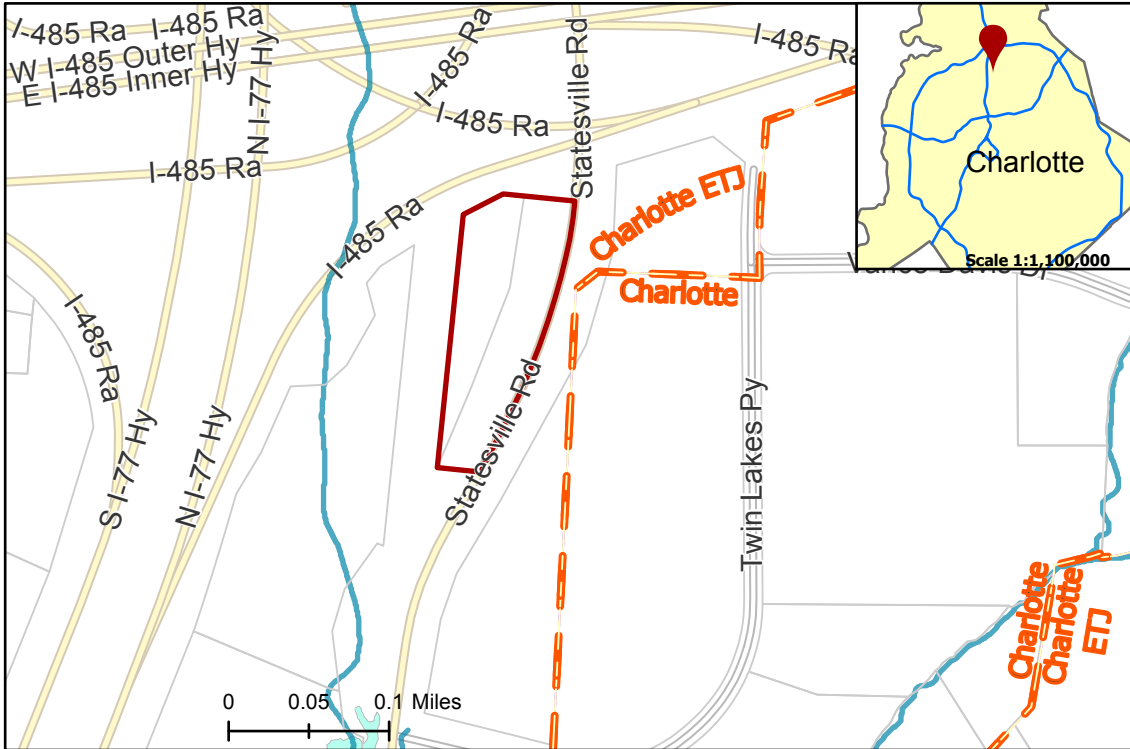 I-485 Ra
I-485 Ra
W I-485 Outer Hy
E I-485 Inner Hy
N I-77 Hy
I-485 Ra
Statesville Rd
I-485 Ra
I-485 Ra
I-485 Ra
I-485 Ra
I-485 Ra
S I-77 Hy
N I-77 Hy
Statesville Rd
Charlotte ETJ
Charlotte
Twin Lakes Py
Charlotte
Charlotte
ETJ
Charlotte
Scale 1:1,100,000
0 0.05 0.1 Miles